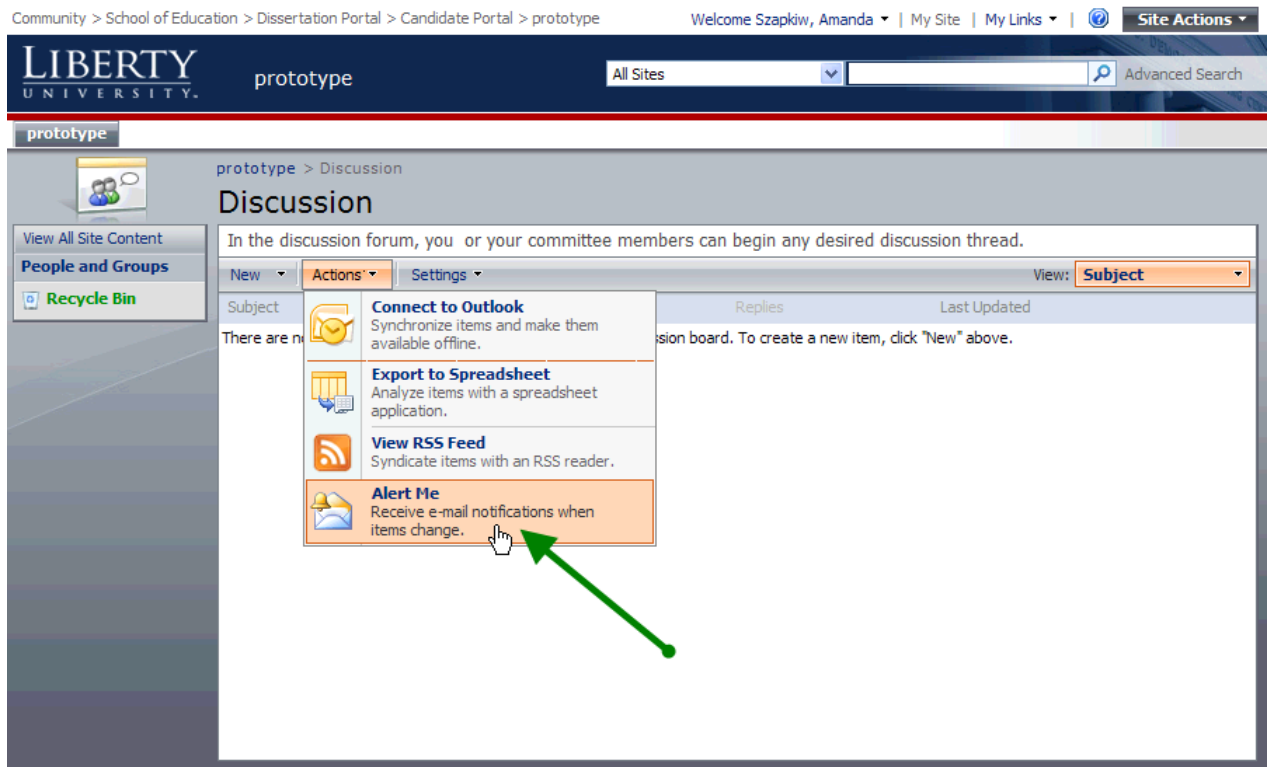 Community > School of Education > Dissertation Portal > Candidate Portal > prototype
Welcome Szapkiw, Amanda | My Site | My Links | Site Actions
LIBERTY
UNIVERSITY.
prototype
All Sites
Advanced Search
prototype
prototype > Discussion
Discussion
View All Site Content
People and Groups
Recycle Bin
In the discussion forum, you or your committee members can begin any desired discussion thread.
New Actions Settings View: Subject
Subject Replies Last Updated
There are no
sion board. To create a new item, click "New" above.
Connect to Outlook
Synchronize items and make them
available offline.
Export to Spreadsheet
Analyze items with a spreadsheet
application.
View RSS Feed
Syndicate items with an RSS reader.
Alert Me
Receive e-mail notifications when
items change.